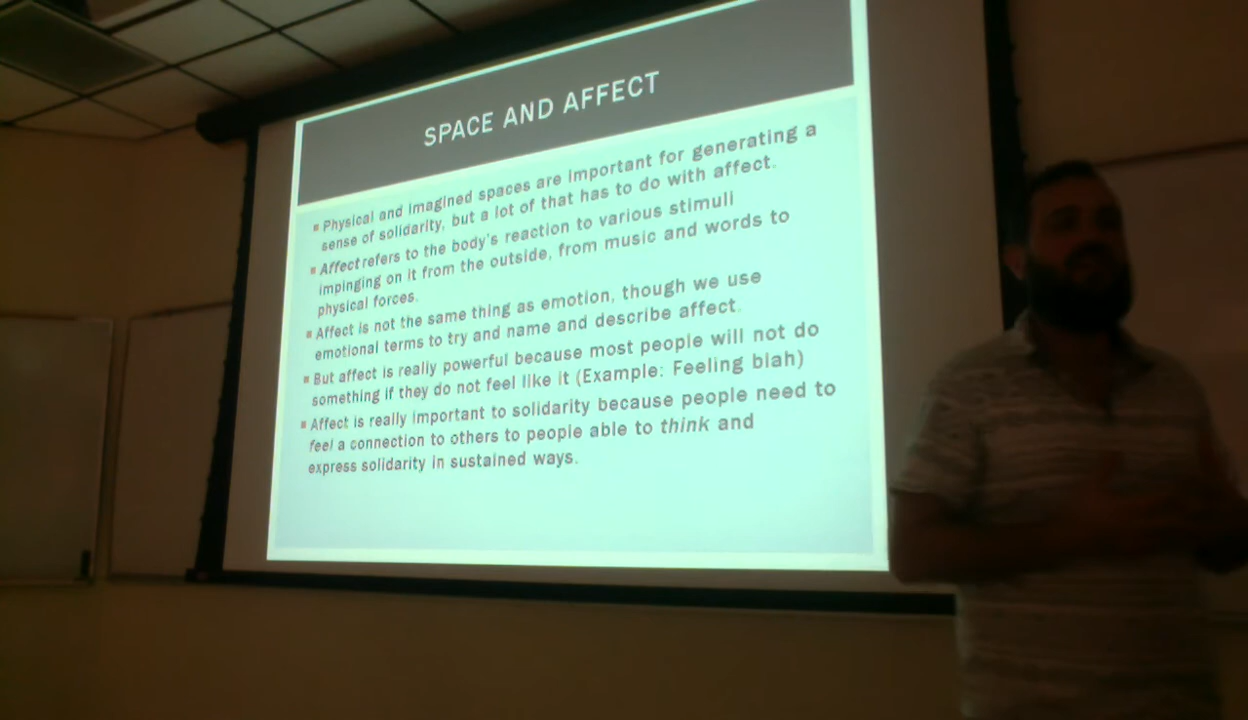 SPACE AND AFFECT
▪ Physical and imagined spaces are important for generating a
sense of solidarity, but a lot of that has to do with affect.
▪ Affect refers to the body's reaction to various stimuli
impinging on it from the outside, from music and words to
physical forces.
▪ Affect is not the same thing as emotion, though we use
emotional terms to try and name and describe affect.
▪ But affect is really powerful because most people will not do
something if they do not feel like it (Example: Feeling blah)
▪ Affect is really important to solidarity because people need to
feel a connection to others to people able to think and
express solidarity in sustained ways.